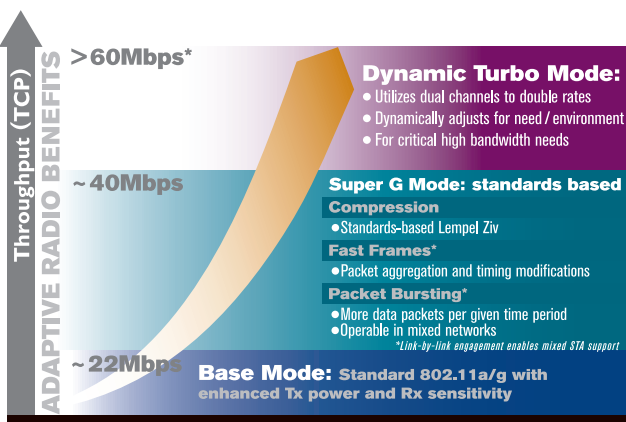 Throughput (TCP)
ADAPTIVE RADIO BENEFITS
>60Mbps*
Dynamic Turbo Mode:
● Utilizes dual channels to double rates
● Dynamically adjusts for need / environment
● For critical high bandwidth needs
~40Mbps
Super G Mode: standards based
Compression
●Standards-based Lempel Ziv
Fast Frames*
●Packet aggregation and timing modifications
Packet Bursting*
●More data packets per given time period
●Operable in mixed networks
*Link-by-link engagement enables mixed STA support
~22Mbps
Base Mode: Standard 802.11a/g with
enhanced Tx power and Rx sensitivity